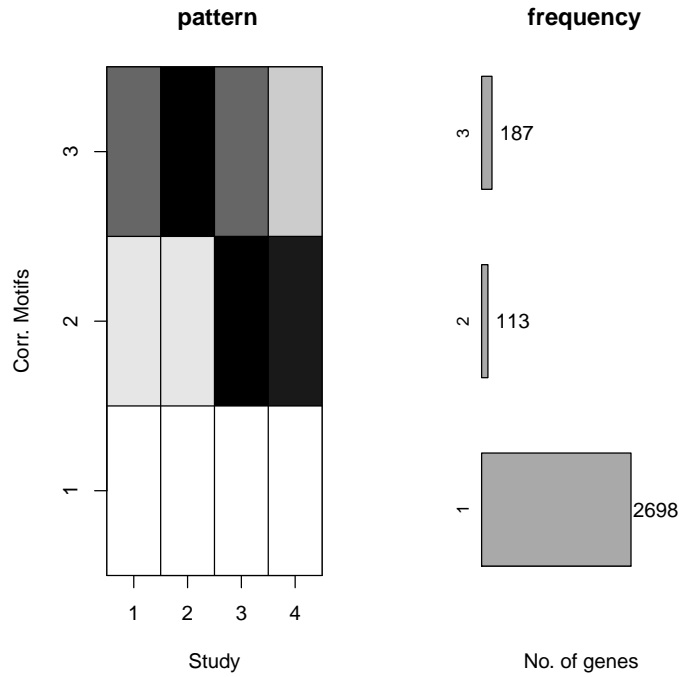 pattern
frequency
3
2
1
Corr. Motifs
1 2 3 4
Study
3
187
2
113
1
2698
No. of genes